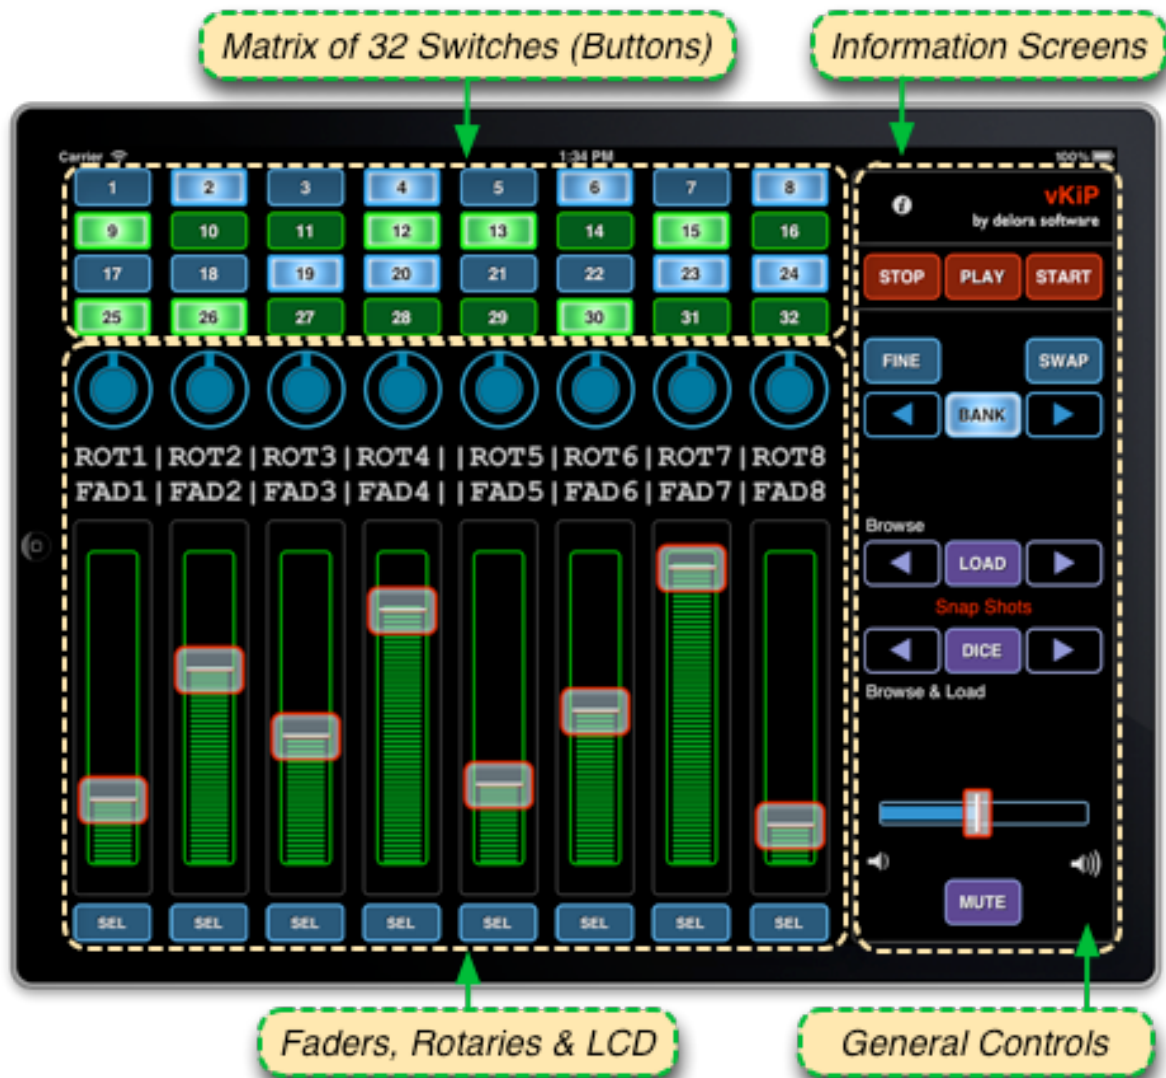 Matrix of 32 Switches (Buttons)
Information Screens
Carrier 1:34 PM 100%
1 2 3 4 5 6 7 8
9 10 11 12 13 14 15 16
17 18 19 20 21 22 23 24
25 26 27 28 29 30 31 32
ROT1|ROT2|ROT3|ROT4||ROT5|ROT6|ROT7|ROT8
FAD1|FAD2|FAD3|FAD4||FAD5|FAD6|FAD7|FAD8
SEL SEL SEL SEL SEL SEL SEL SEL
vKiP
by delora software
STOP PLAY START
FINE SWAP
BANK
Browse
LOAD
Snap Shots
DICE
Browse & Load
MUTE
Faders, Rotaries & LCD
General Controls